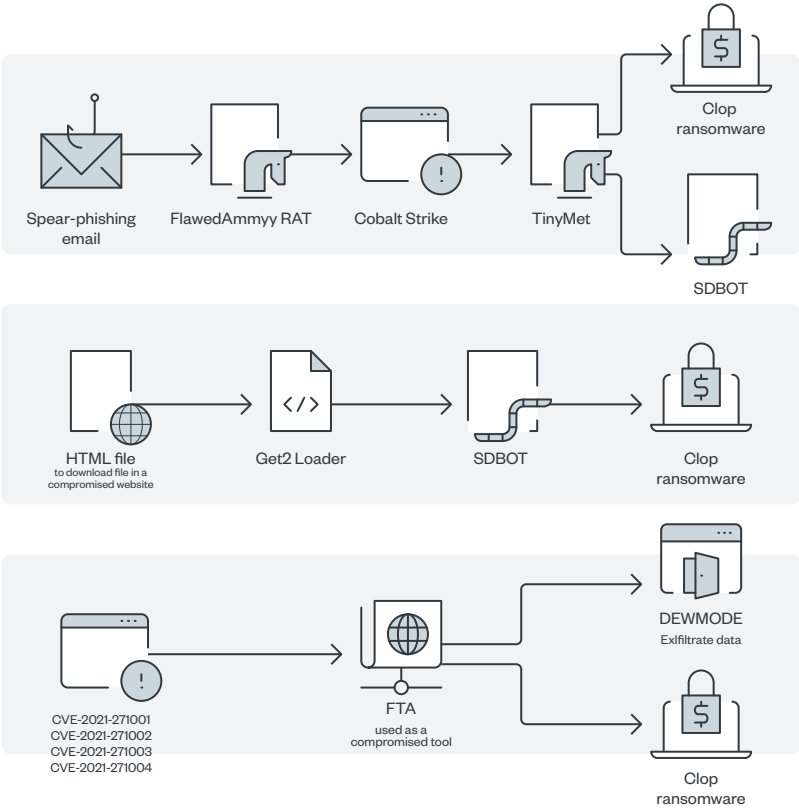 Clop
ransomware
Spear-phishing
email
FlawedAmmyy RAT
Cobalt Strike
TinyMet
SDBOT
HTML file
to download file in a
compromised website
</>
Get2 Loader
SDBOT
Clop
ransomware
DEWMODE
Exlfiltrate data
CVE-2021-271001
CVE-2021-271002
CVE-2021-271003
CVE-2021-271004
FTA
used as a
compromised tool
Clop
ransomware